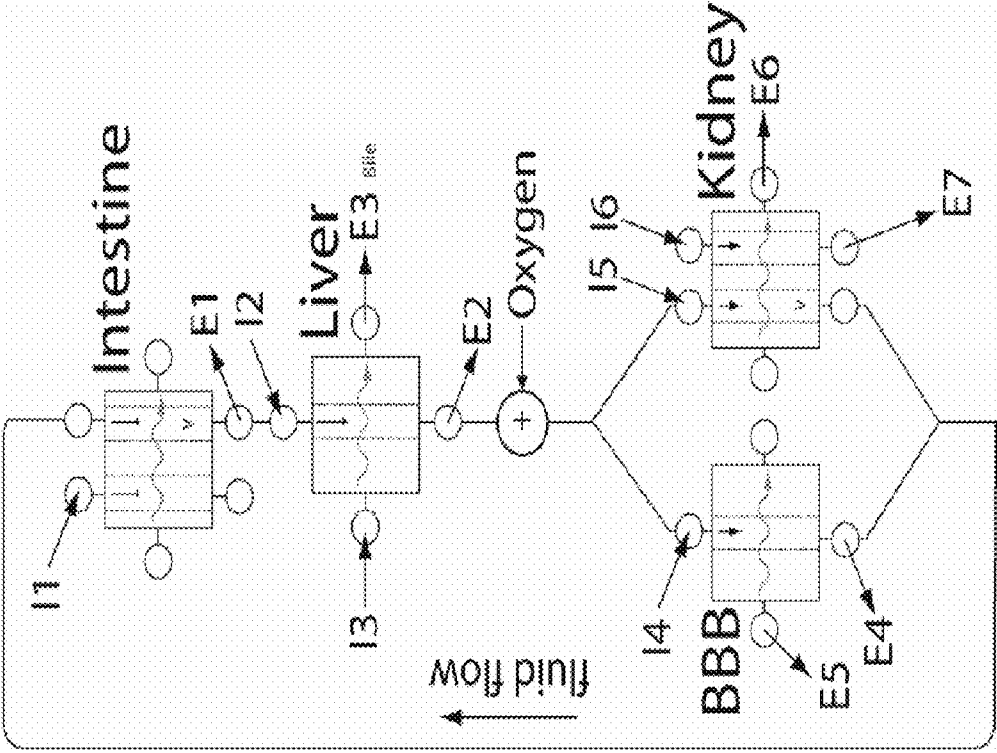 Intestine
I1
E1
I2
Liver
I3
E3 Bile
E2
Oxygen
+
I4
I5
I6
BBB
Kidney
E5
E4
E6
E7
fluid flow